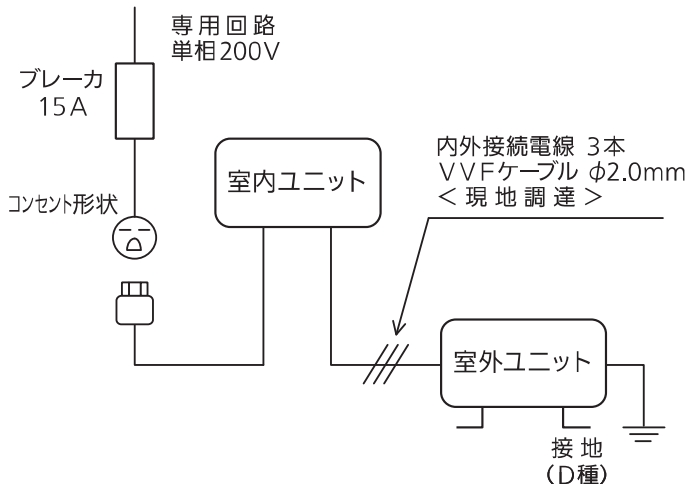 専用回路
単相200V
ブレーカ
15A
コンセント形状
室内ユニット
内外接続電線 3本
VVFケーブル φ2.0mm
<現地調達>
室外ユニット
接地
(D種)